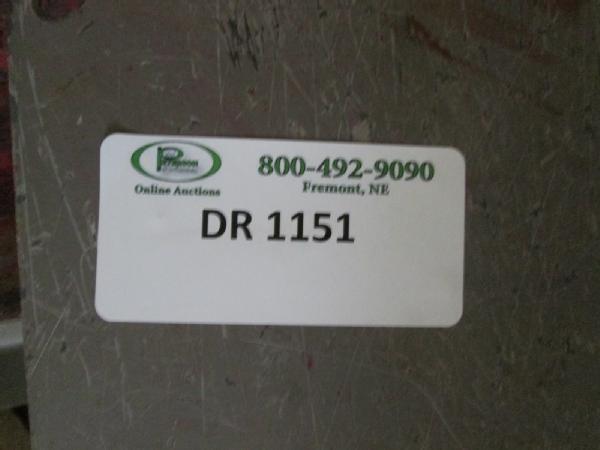 800-492-9090
Online Auctions
Fremont, NE
DR 1151